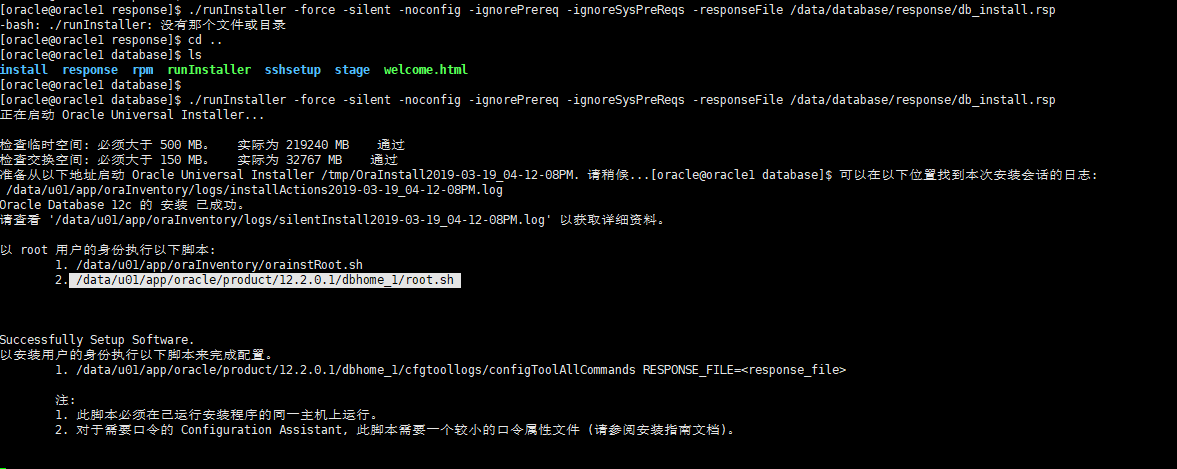 [oracle@oracle1 response]$ ./runInstaller -force -silent -noconfig -ignorePrereq -ignoreSysPreReqs -responseFile /data/database/response/db_install.rsp
-bash: ./runInstaller: 没有那个文件或目录
[oracle@oracle1 response]$ cd ..
[oracle@oracle1 database]$ ls
install response rpm runInstaller sshsetup stage welcome.html
[oracle@oracle1 database]$
[oracle@oracle1 database]$ ./runInstaller -force -silent -noconfig -ignorePrereq -ignoreSysPreReqs -responseFile /data/database/response/db_install.rsp
正在启动 Oracle Universal Installer...
检查临时空间: 必须大于 500 MB。 实际为 219240 MB 通过
检查交换空间: 必须大于 150 MB。 实际为 32767 MB 通过
准备从以下地址启动 Oracle Universal Installer /tmp/OraInstall2019-03-19_04-12-08PM. 请稍候...[oracle@oracle1 database]$ 可以在以下位置找到本次安装会话的日志:
/data/u01/app/oraInventory/logs/installActions2019-03-19_04-12-08PM.log
Oracle Database 12c 的 安装 已成功。
请查看 '/data/u01/app/oraInventory/logs/silentInstall2019-03-19_04-12-08PM.log' 以获取详细资料。
以 root 用户的身份执行以下脚本:
1. /data/u01/app/oraInventory/orainstRoot.sh
2. /data/u01/app/oracle/product/12.2.0.1/dbhome_1/root.sh
Successfully Setup Software.
以安装用户的身份执行以下脚本来完成配置。
1. /data/u01/app/oracle/product/12.2.0.1/dbhome_1/cfgtoollogs/configToolAllCommands RESPONSE_FILE=<response_file>
注:
1. 此脚本必须在已运行安装程序的同一主机上运行。
2. 对于需要口令的 Configuration Assistant, 此脚本需要一个较小的口令属性文件 (请参阅安装指南文档)。